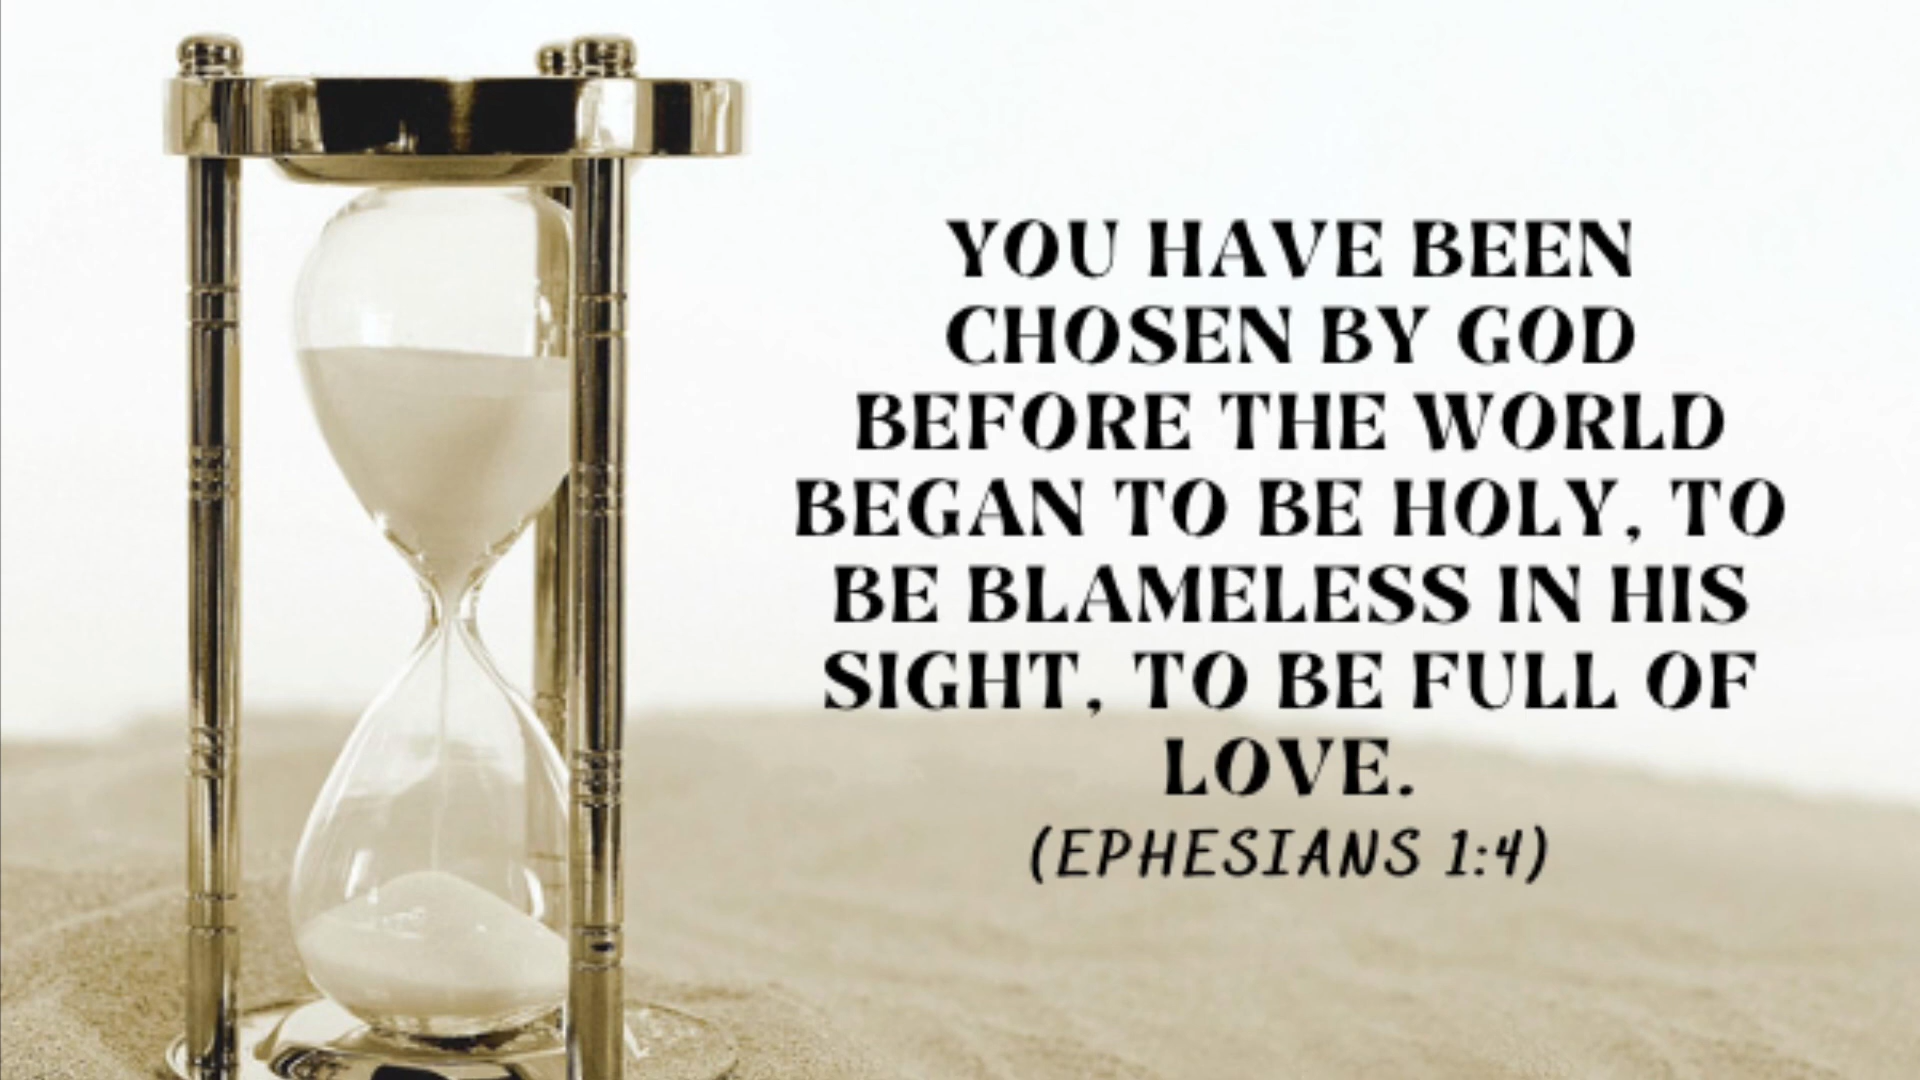 YOU HAVE BEEN
CHOSEN BY GOD
BEFORE THE WORLD
BEGAN TO BE HOLY, TO
BE BLAMELESS IN HIS
SIGHT, TO BE FULL OF
LOVE.
(EPHESIANS 1:4)